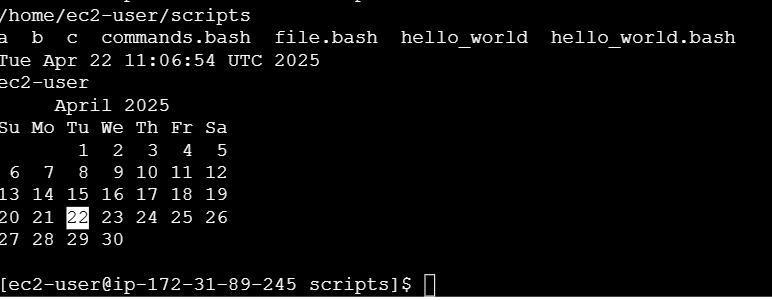 /home/ec2-user/scripts
a  b  c  commands.bash  file.bash  hello_world  hello_world.bash
Tue Apr 22 11:06:54 UTC 2025
ec2-user
     April 2025
Su Mo Tu We Th Fr Sa
       1  2  3  4  5
 6  7  8  9 10 11 12
13 14 15 16 17 18 19
20 21 22 23 24 25 26
27 28 29 30
[ec2-user@ip-172-31-89-245 scripts]$